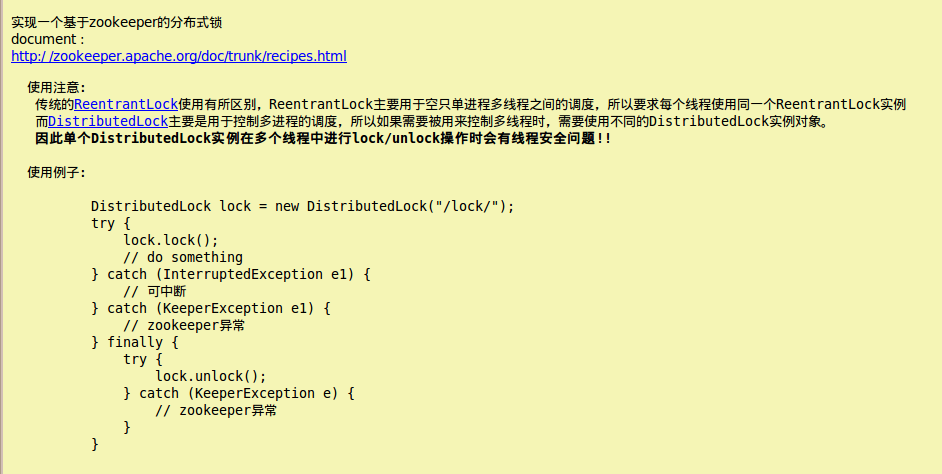 实现一个基于zookeeper的分布式锁
document :
http://zookeeper.apache.org/doc/trunk/recipes.html
使用注意:
传统的ReentrantLock使用有所区别, ReentrantLock主要用于空只单进程多线程之间的调度, 所以要求每个线程使用同一个ReentrantLock实例
而DistributedLock主要是用于控制多进程的调度, 所以如果需要被用来控制多线程时, 需要使用不同的DistributedLock实例对象。
因此单个DistributedLock实例在多个线程中进行lock/unlock操作时会有线程安全问题!!
使用例子:
DistributedLock lock = new DistributedLock("/lock/");
try {
lock.lock();
// do something
} catch (InterruptedException e1) {
// 可中断
} catch (KeeperException e1) {
// zookeeper异常
} finally {
try {
lock.unlock();
} catch (KeeperException e) {
// zookeeper异常
}
}